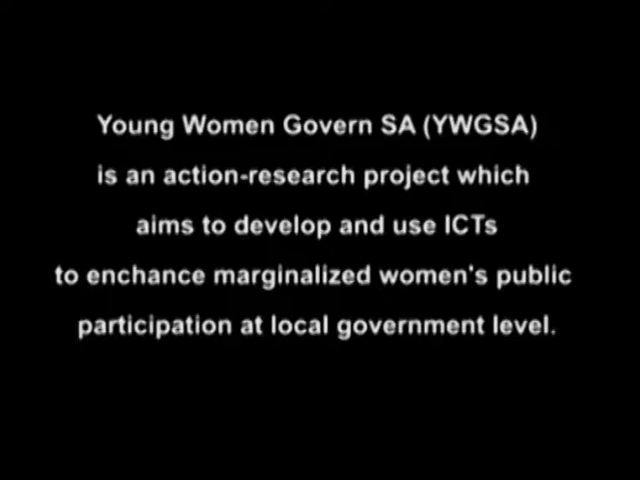 Young Women Govern SA (YWGSA)
is an action-research project which
aims to develop and use ICTs
to enchance marginalized women's public
participation at local government level.